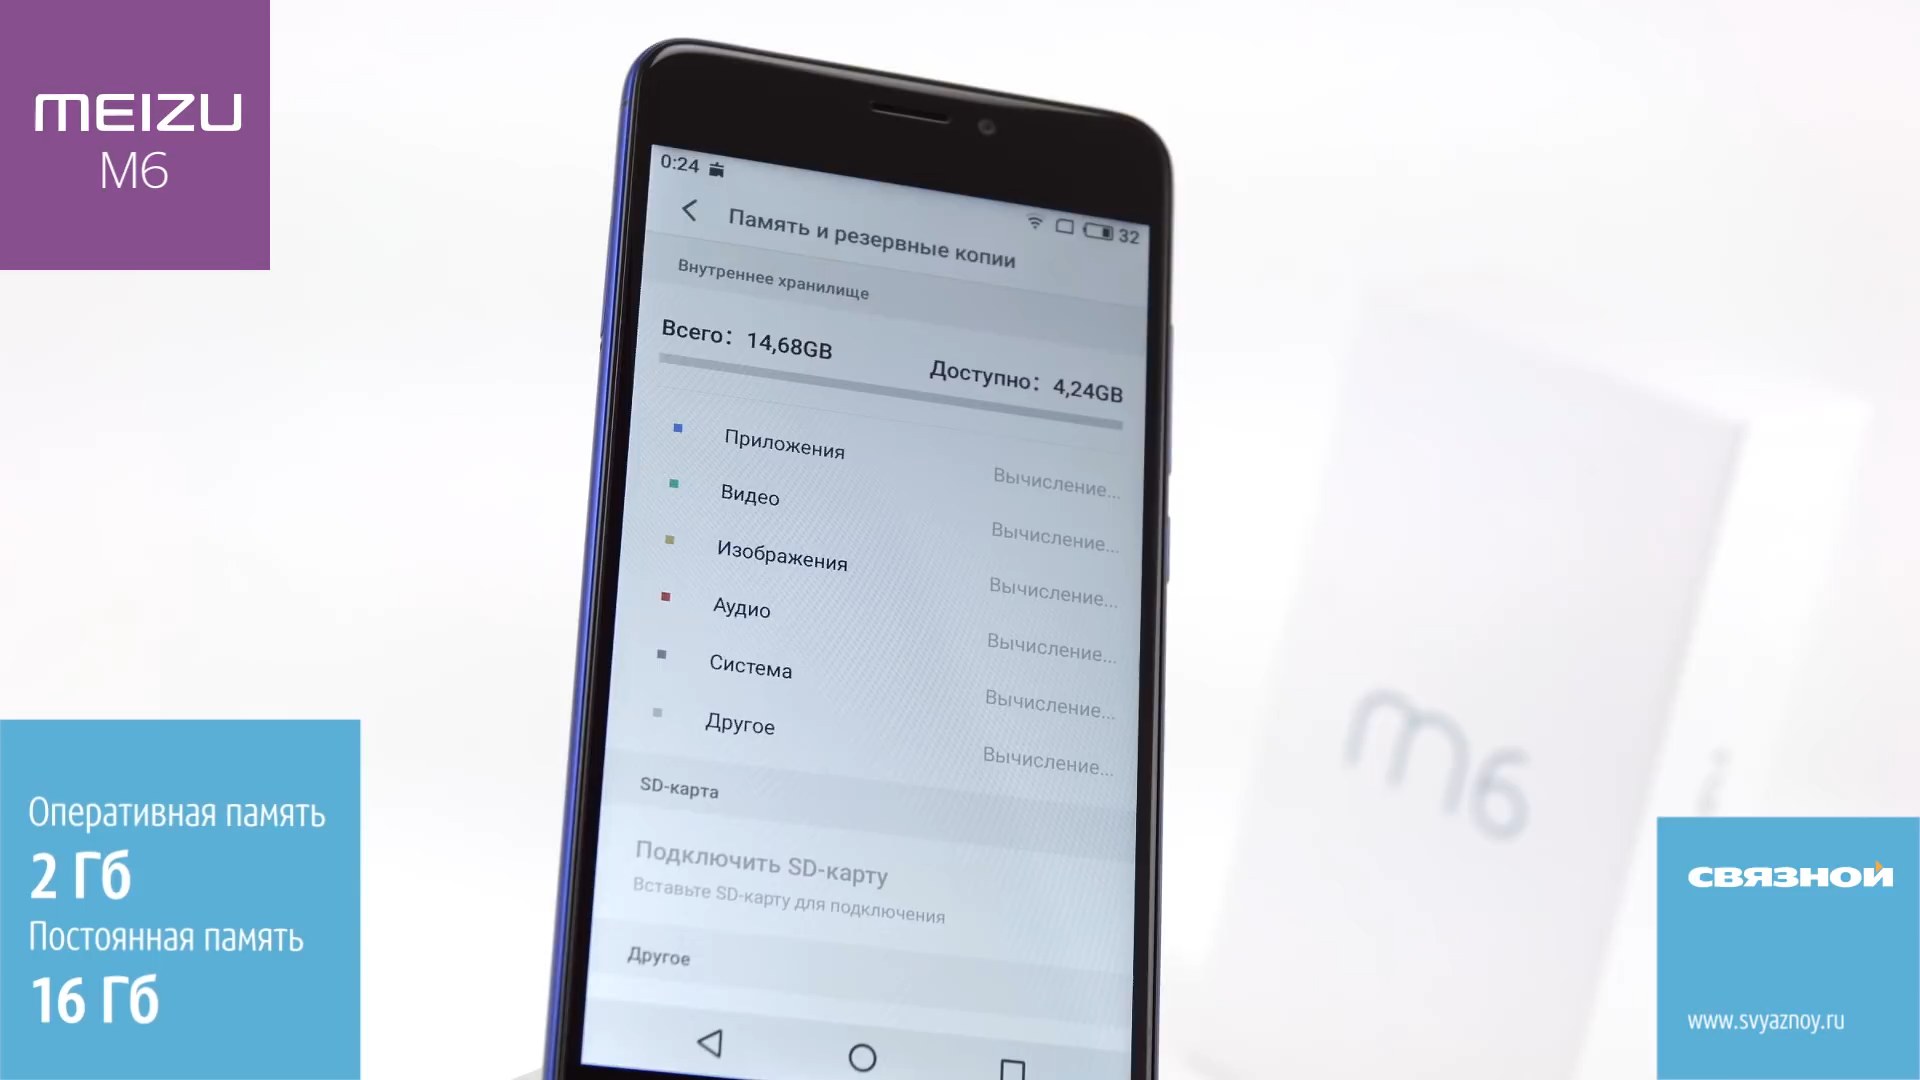 MEIZU
M6
0:24
32
Память и резервные копии
Внутреннее хранилище
Всего: 14,68GB
Доступно: 4,24GB
Приложения Вычисление...
Видео Вычисление...
Изображения Вычисление...
Аудио Вычисление...
Система Вычисление...
Другое Вычисление...
SD-карта
Подключить SD-карту
Вставьте SD-карту для подключения
Другое
m6
Оперативная память
2 Гб
Постоянная память
16 Гб
СВЯЗНОЙ
www.svyaznoy.ru